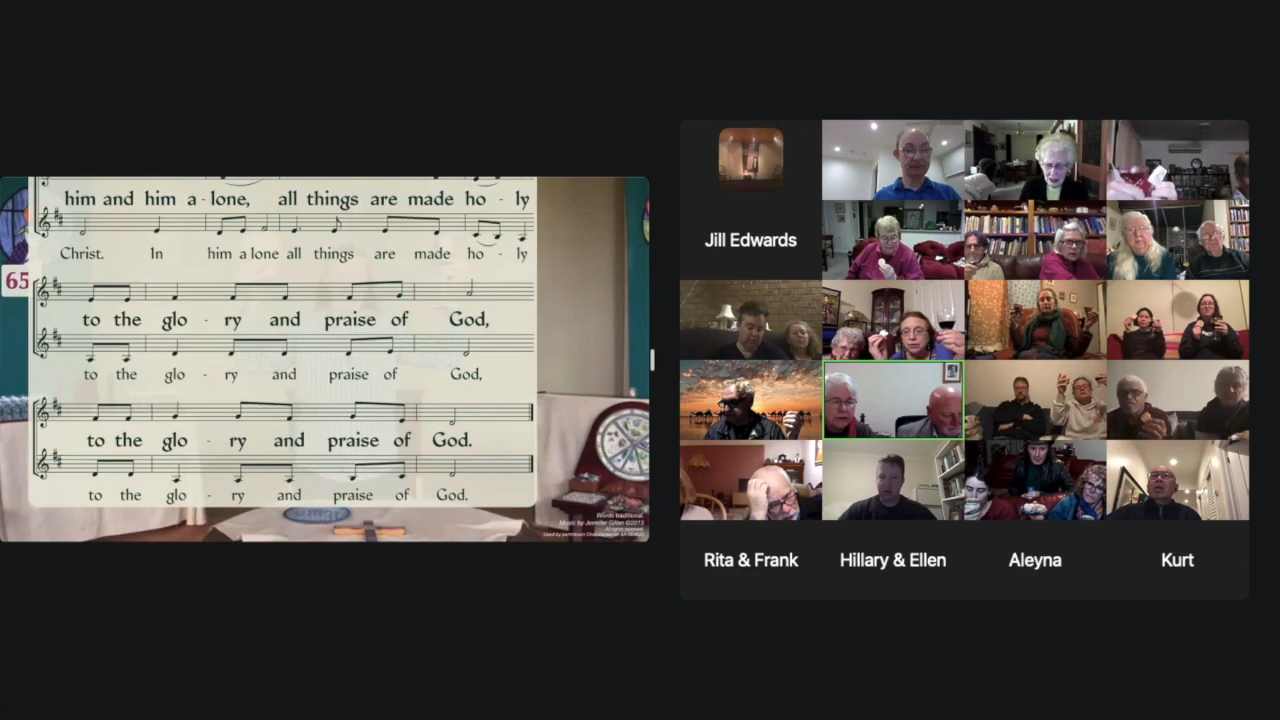 him and him a - lone, all things are made ho - ly
Christ. In him a lone all things are made ho - ly
65
to the glo - ry and praise of God,
to the glo - ry and praise of God,
to the glo - ry and praise of God.
to the glo - ry and praise of God.
Words traditional.
Music by Jennifer Gillan ©2013
All rights reserved.
Jill Edwards
Rita & Frank
Hillary & Ellen
Aleyna
Kurt